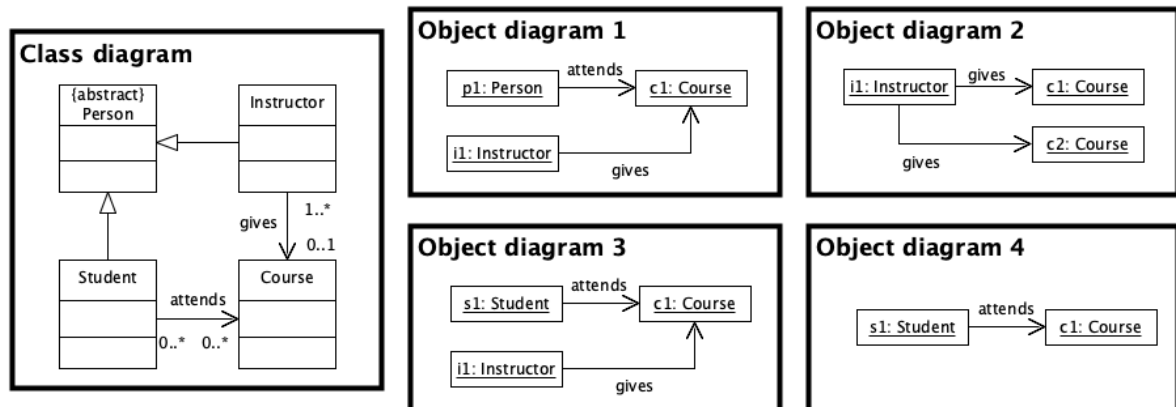 Class diagram
{abstract}
Person
Instructor
gives
1..*
0..1
Student
attends
Course
0..*
0..*
Object diagram 1
p1: Person
attends
c1: Course
i1: Instructor
gives
Object diagram 2
i1: Instructor
gives
c1: Course
gives
c2: Course
Object diagram 3
s1: Student
attends
c1: Course
i1: Instructor
gives
Object diagram 4
s1: Student
attends
c1: Course